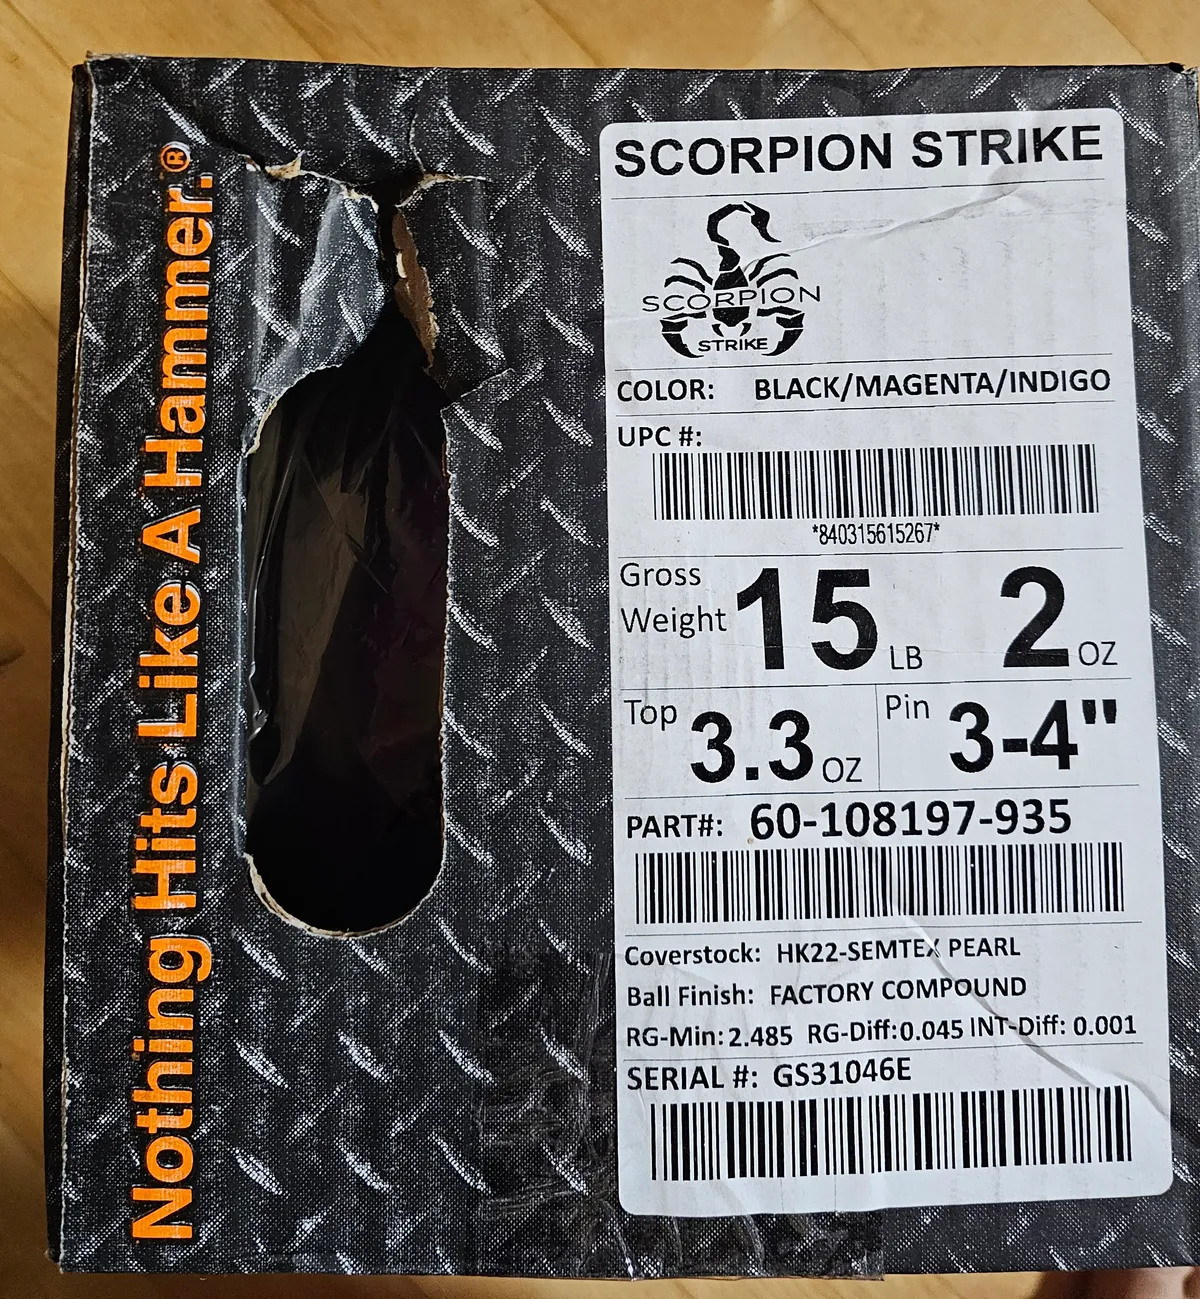 Nothing Hits Like A Hammer.®
SCORPION STRIKE
SCORPION
STRIKE
COLOR: BLACK/MAGENTA/INDIGO
UPC #:
*840315615267*
Gross Weight 15 LB 2 OZ
Top 3.3 OZ Pin 3-4"
PART#: 60-108197-935
Coverstock: HK22-SEMTEX PEARL
Ball Finish: FACTORY COMPOUND
RG-Min: 2.485 RG-Diff: 0.045 INT-Diff: 0.001
SERIAL #: GS31046E